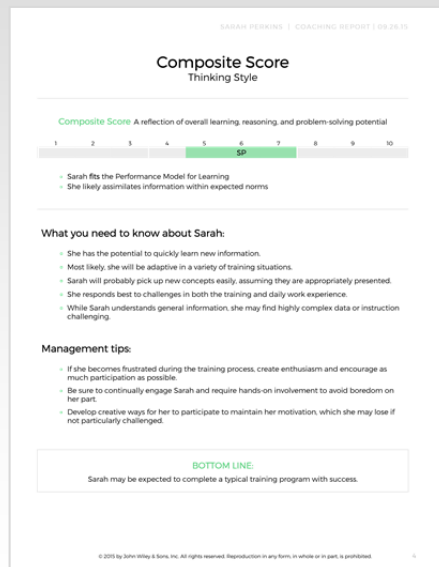 SARAH PERKINS | COACHING REPORT | 09.26.15
Composite Score
Thinking Style
Composite Score A reflection of overall learning, reasoning, and problem-solving potential
1 2 3 4 5 6 7 8 9 10
SP
Sarah fits the Performance Model for Learning
She likely assimilates information within expected norms
What you need to know about Sarah:
She has the potential to quickly learn new information.
Most likely, she will be adaptive in a variety of training situations.
Sarah will probably pick up new concepts easily, assuming they are appropriately presented.
She responds best to challenges in both the training and daily work experience.
While Sarah understands general information, she may find highly complex data or instruction
challenging.
Management tips:
If she becomes frustrated during the training process, create enthusiasm and encourage as
much participation as possible.
Be sure to continually engage Sarah and require hands-on involvement to avoid boredom on
her part.
Develop creative ways for her to participate to maintain her motivation, which she may lose if
not particularly challenged.
BOTTOM LINE:
Sarah may be expected to complete a typical training program with success.
© 2015 by John Wiley & Sons, Inc. All rights reserved. Reproduction in any form, in whole or in part, is prohibited.